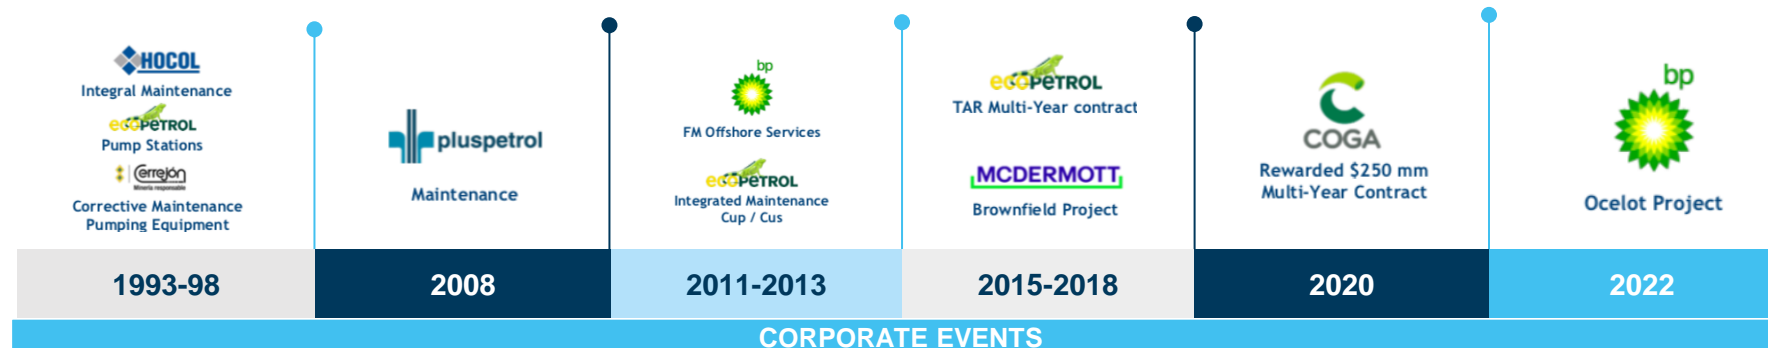 HOCOL
Integral Maintenance
ecOPETROL
Pump Stations
Cerrejón
Minería responsable
Corrective Maintenance
Pumping Equipment
pluspetrol
Maintenance
bp
FM Offshore Services
ecOPETROL
Integrated Maintenance
Cup / Cus
ecOPETROL
TAR Multi-Year contract
MCDERMOTT
Brownfield Project
COGA
Rewarded $250 mm
Multi-Year Contract
bp
Ocelot Project
1993-98
2008
2011-2013
2015-2018
2020
2022
CORPORATE EVENTS